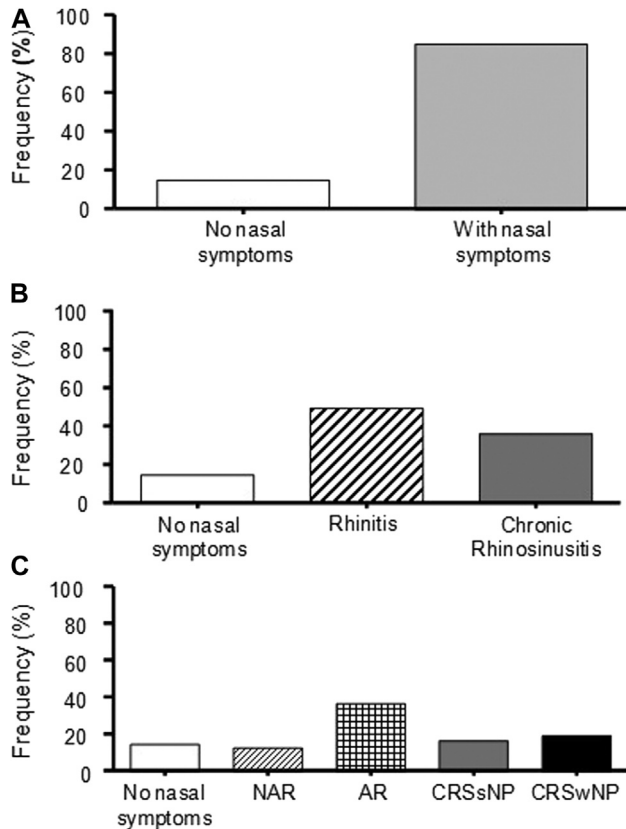 A
Frequency (%)
100
80
60
40
20
0
No nasal
symptoms
With nasal
symptoms
B
Frequency (%)
100
80
60
40
20
0
No nasal
symptoms
Rhinitis
Chronic
Rhinosinusitis
C
Frequency (%)
100
80
60
40
20
0
No nasal
symptoms
NAR
AR
CRSsNP
CRSwNP